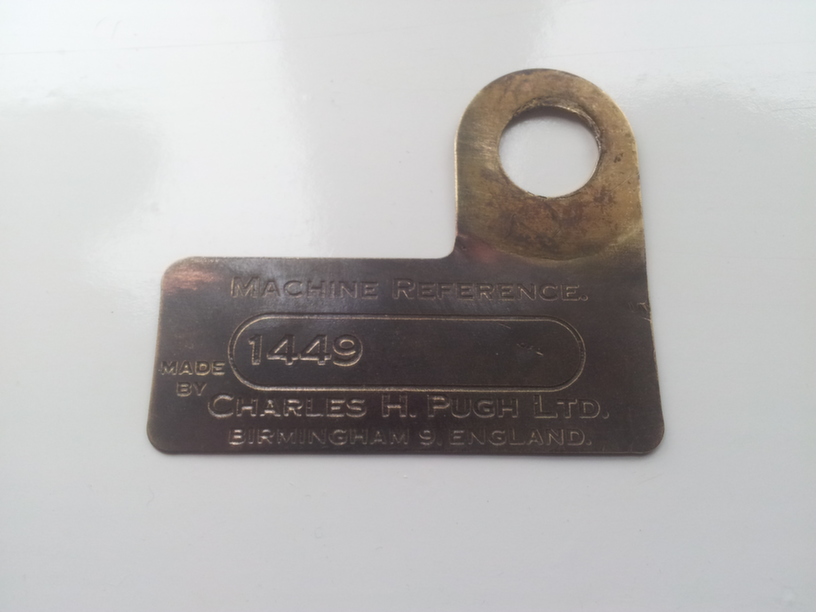 MACHINE REFERENCE.
1449
MADE
BY
CHARLES H. PUGH LTD.
BIRMINGHAM 9. ENGLAND.